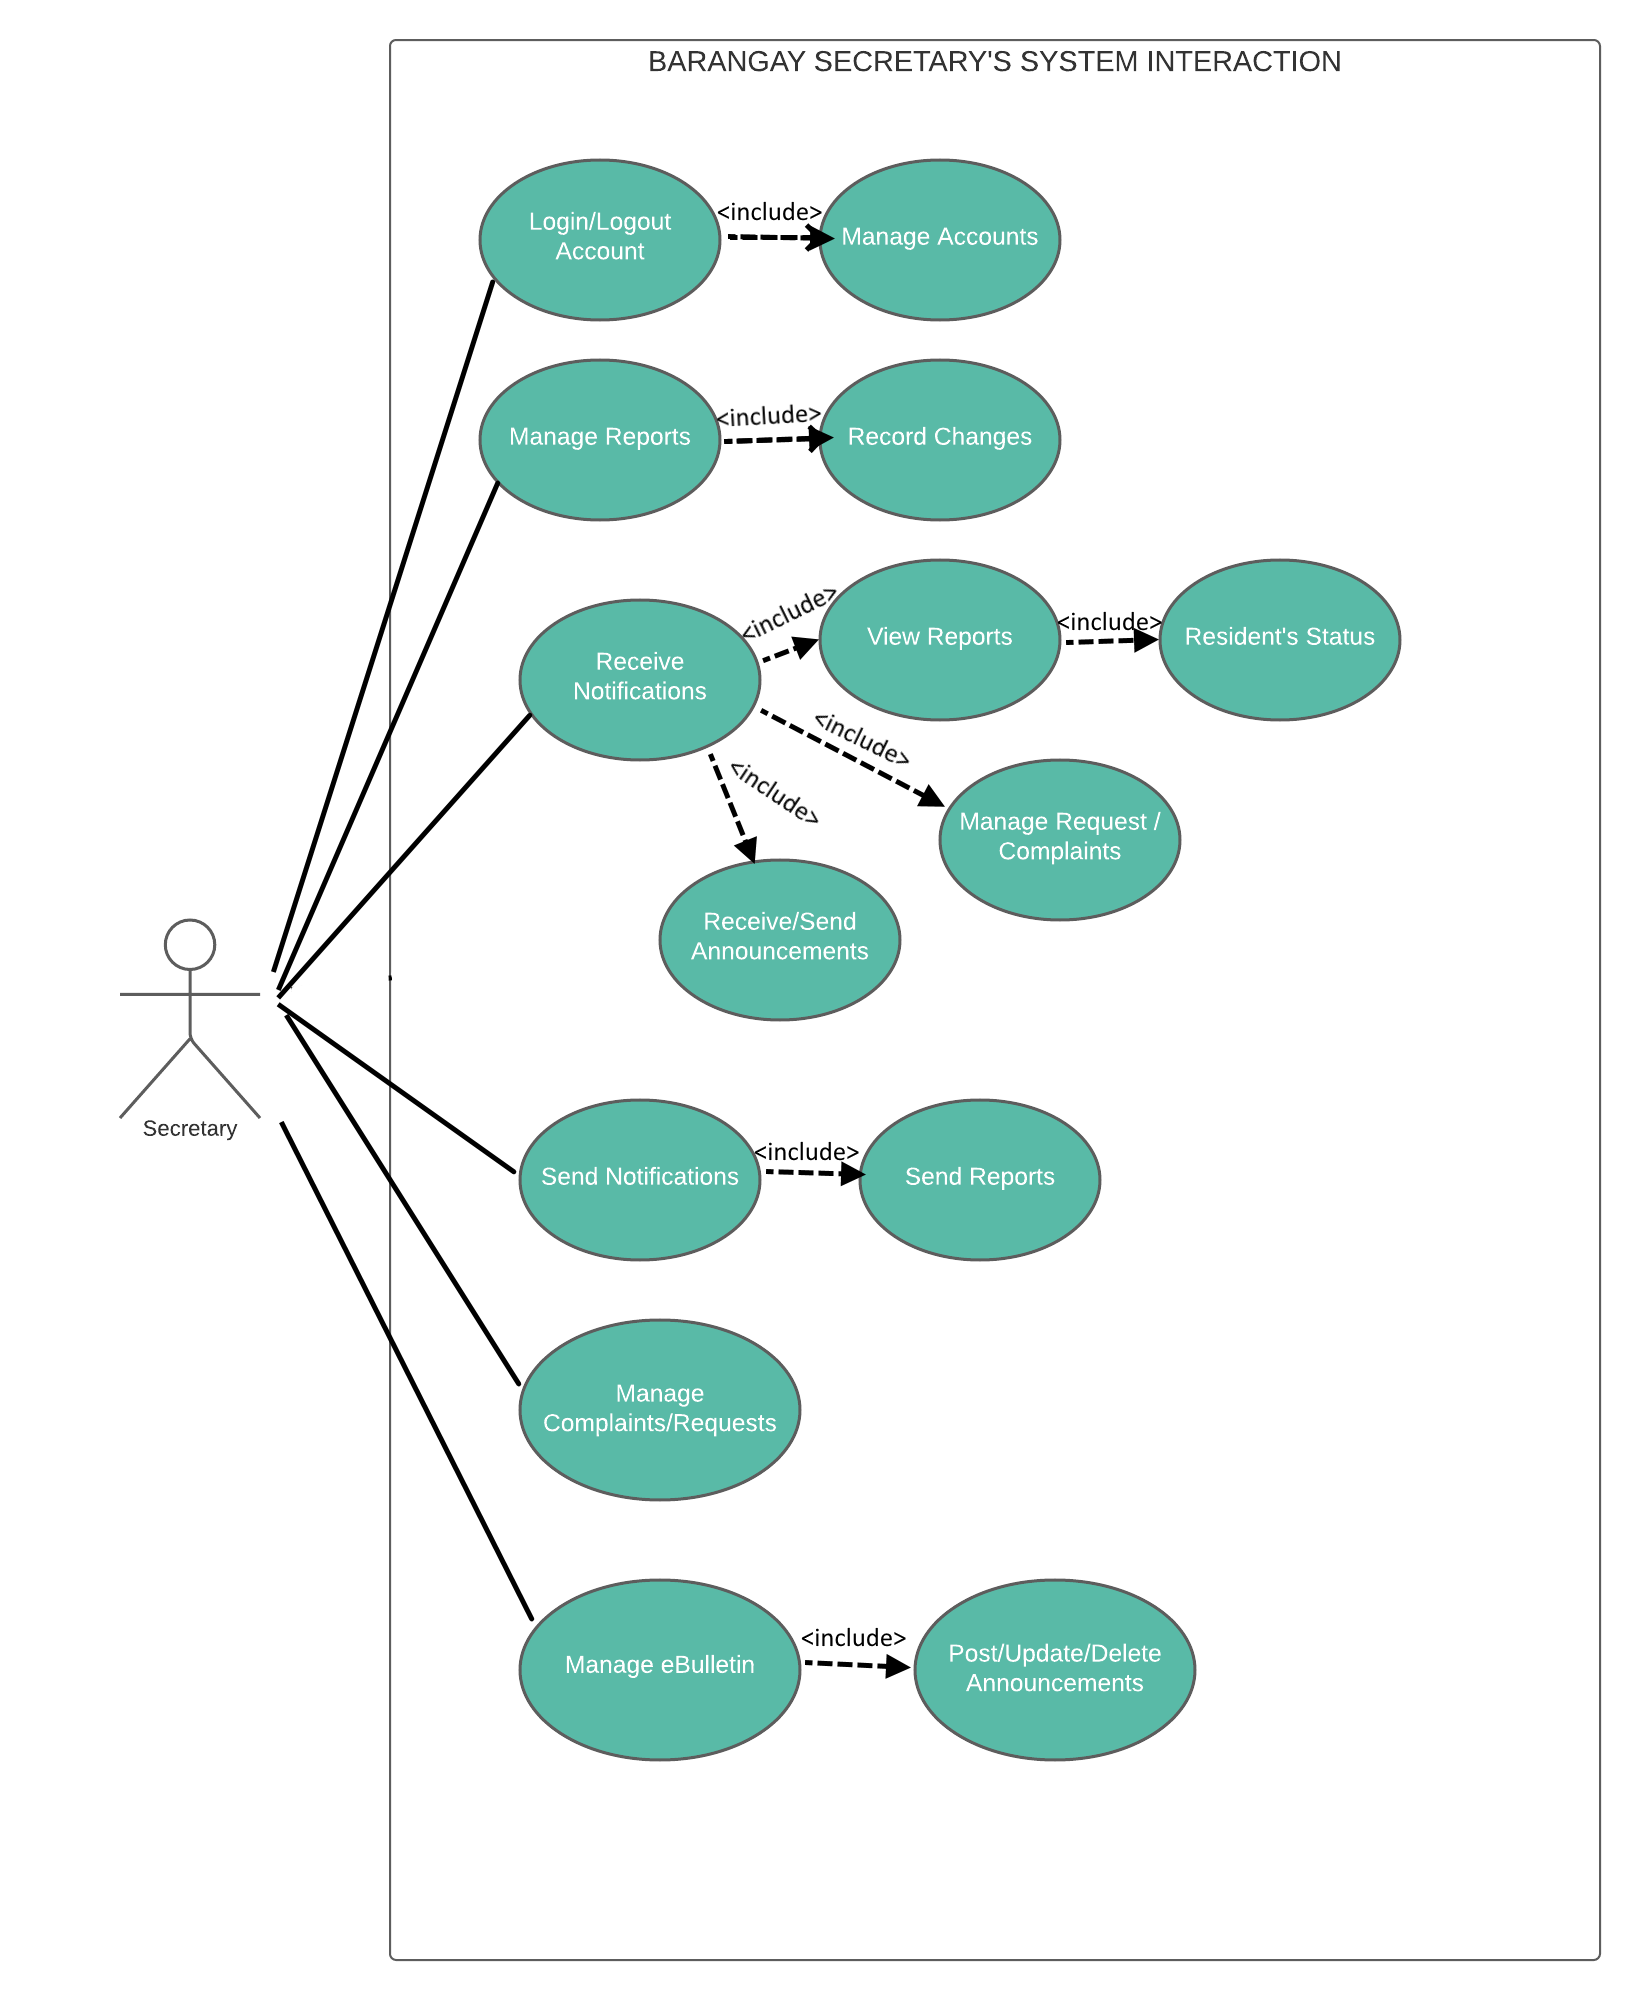 BARANGAY SECRETARY'S SYSTEM INTERACTION
Login/Logout
Account
<include>
Manage Accounts
Manage Reports
<include>
Record Changes
Receive
Notifications
<include>
View Reports
<include>
Resident's Status
<include>
Manage Request /
Complaints
<include>
Receive/Send
Announcements
Secretary
Send Notifications
<include>
Send Reports
Manage
Complaints/Requests
Manage eBulletin
<include>
Post/Update/Delete
Announcements